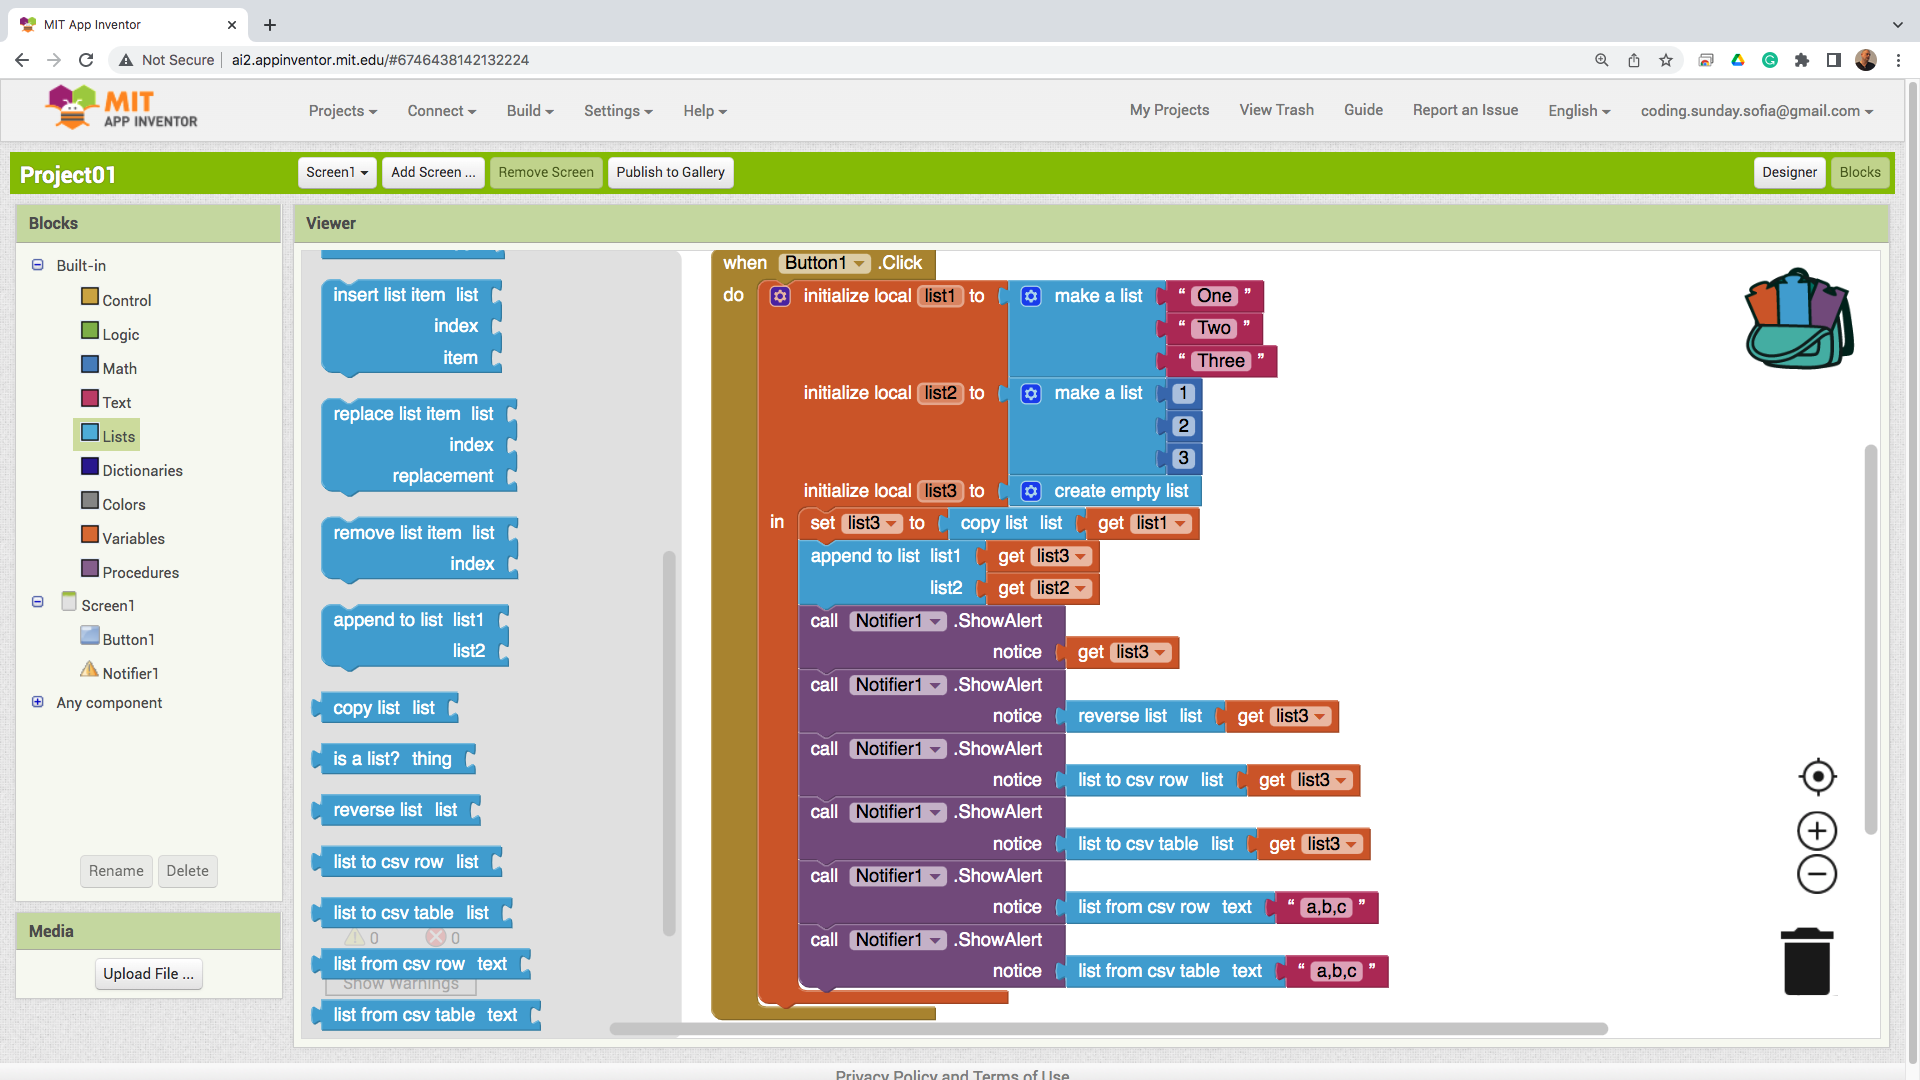 MIT App Inventor
Not Secure ai2.appinventor.mit.edu/#6746438142132224
MIT
APP INVENTOR
Projects Connect Build Settings Help My Projects View Trash Guide Report an Issue English coding.sunday.sofia@gmail.com
Project01 Screen1 Add Screen ... Remove Screen Publish to Gallery Designer Blocks
Blocks
Built-in
Control
Logic
Math
Text
Lists
Dictionaries
Colors
Variables
Procedures
Screen1
Button1
Notifier1
Any component
Rename Delete
Media
Upload File ...
Viewer
insert list item list
index
item
replace list item list
index
replacement
remove list item list
index
append to list list1
list2
copy list list
is a list? thing
reverse list list
list to csv row list
list to csv table list
0 0
list from csv row text
Show Warnings
list from csv table text
when Button1 .Click
do initialize local list1 to make a list " One "
" Two "
" Three "
initialize local list2 to make a list 1
2
3
initialize local list3 to create empty list
in set list3 to copy list list get list1
append to list list1 get list3
list2 get list2
call Notifier1 .ShowAlert
notice get list3
call Notifier1 .ShowAlert
notice reverse list list get list3
call Notifier1 .ShowAlert
notice list to csv row list get list3
call Notifier1 .ShowAlert
notice list to csv table list get list3
call Notifier1 .ShowAlert
notice list from csv row text " a,b,c "
call Notifier1 .ShowAlert
notice list from csv table text " a,b,c "
Privacy Policy and Terms of Use